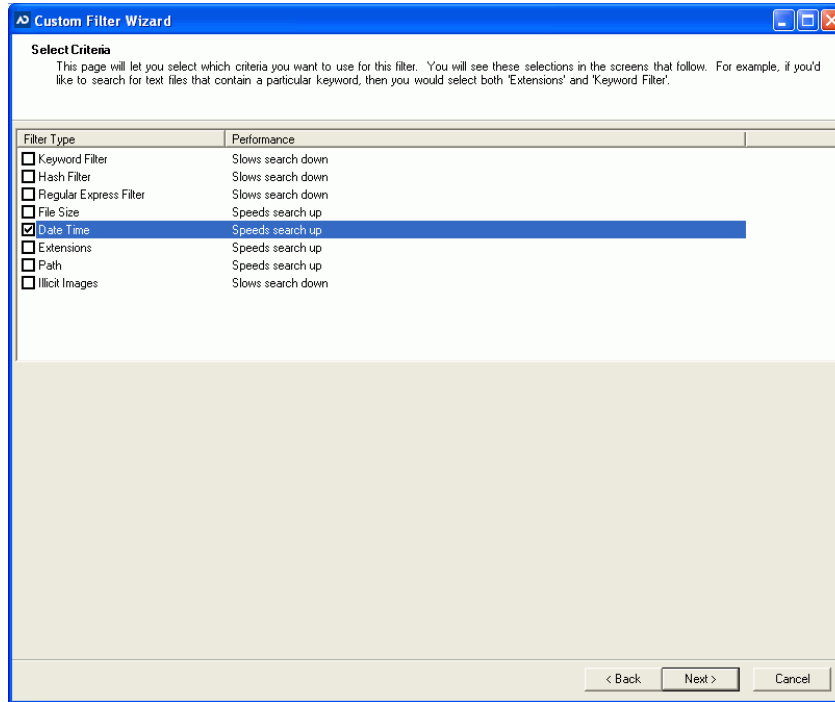 Custom Filter Wizard
Select Criteria
This page will let you select which criteria you want to use for this filter. You will see these selections in the screens that follow. For example, if you'd
like to search for text files that contain a particular keyword, then you would select both 'Extensions' and 'Keyword Filter'.
Filter Type Performance
Keyword Filter Slows search down
Hash Filter Slows search down
Regular Express Filter Slows search down
File Size Speeds search up
Date Time Speeds search up
Extensions Speeds search up
Path Speeds search up
Illicit Images Slows search down
< Back Next > Cancel